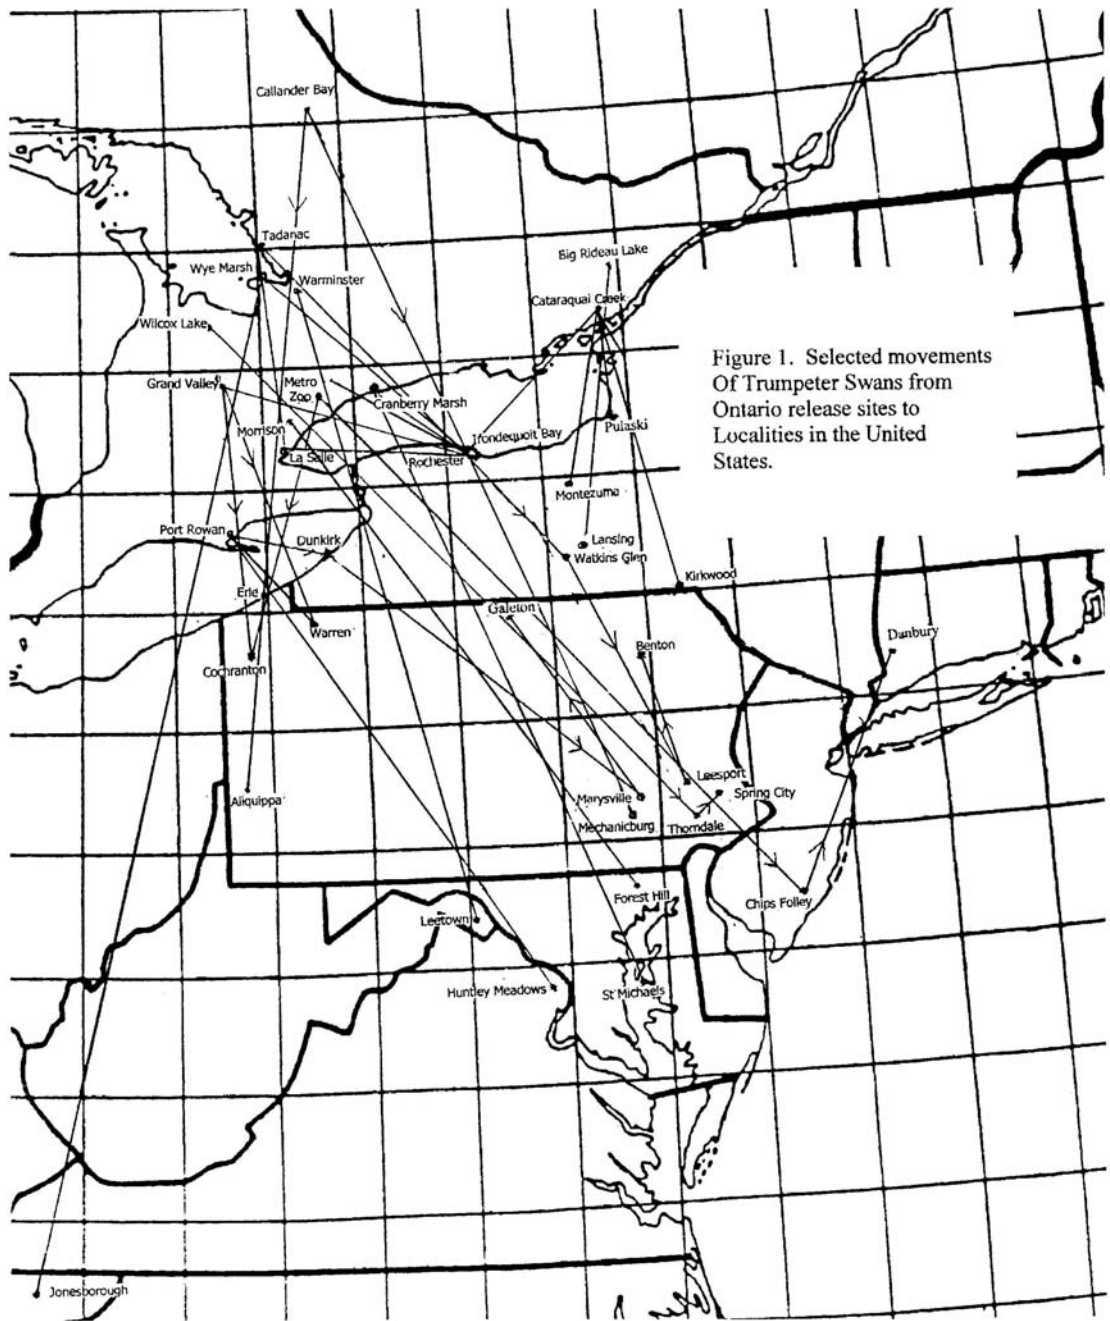 Callander Bay
Tadanac
Big Rideau Lake
Wye Marsh
Warminster
Cataraquai Creek
Wilcox Lake
Figure 1. Selected movements
Of Trumpeter Swans from
Ontario release sites to
Localities in the United
States.
Grand Valley
Metro
Zoo
Cranberry Marsh
Morrison
Pulaski
Ifondequoit Bay
La Salle
Rochester
Montezuma
Port Rowan
Dunkirk
Lansing
Watkins Glen
Erie
Kirkwood
Galeton
Warren
Danbury
Benton
Cochranton
Leesport
Aliquippa
Marysville
Spring City
Mechanicburg
Thorndale
Forest Hill
Chips Folley
Leetown
Huntley Meadows
St Michaels
Jonesborough